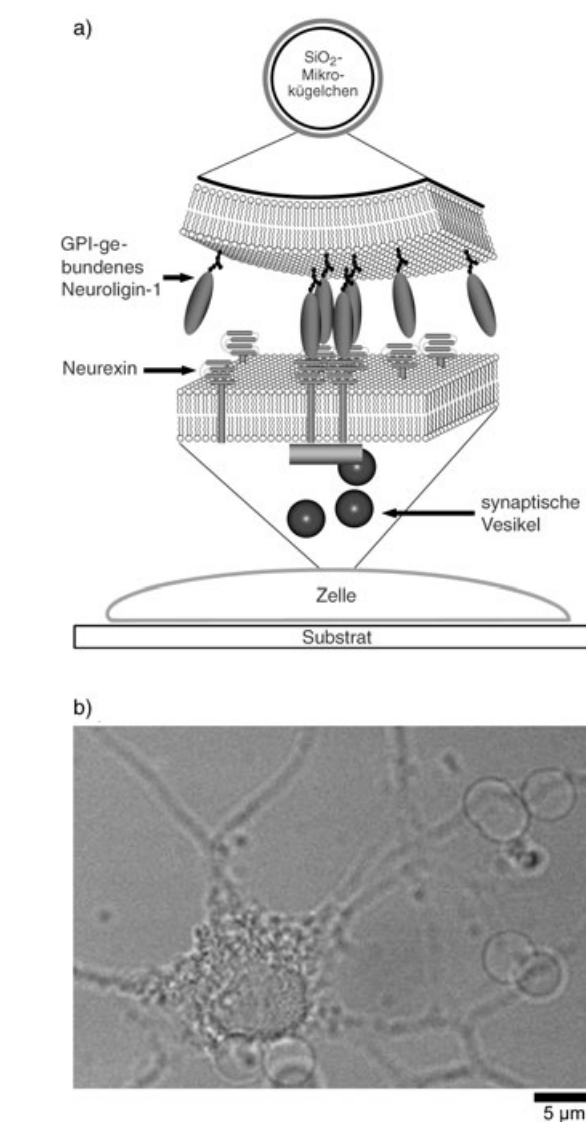 a)
SiO₂-
Mikro-
kügelchen
GPI-ge-
bundenes
Neuroligin-1
Neurexin
synaptische
Vesikel
Zelle
Substrat
b)
5 µm